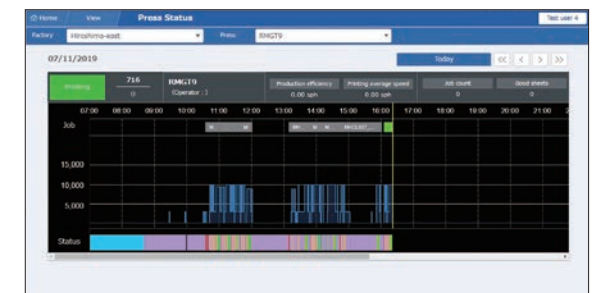 Home View Press Status Test user 4
Factory Hiroshima-east Press RMGT9
07/11/2019 Today << < > >>
Printing 716 RMGT9 Production efficiency Printing average speed Job count Good sheets
0 (Operator : ) 0.00 sph 0.00 sph 0 0
07:00 08:00 09:00 10:00 11:00 12:00 13:00 14:00 15:00 16:00 17:00 18:00 19:00 20:00 21:00
Job
15,000
10,000
5,000
Status